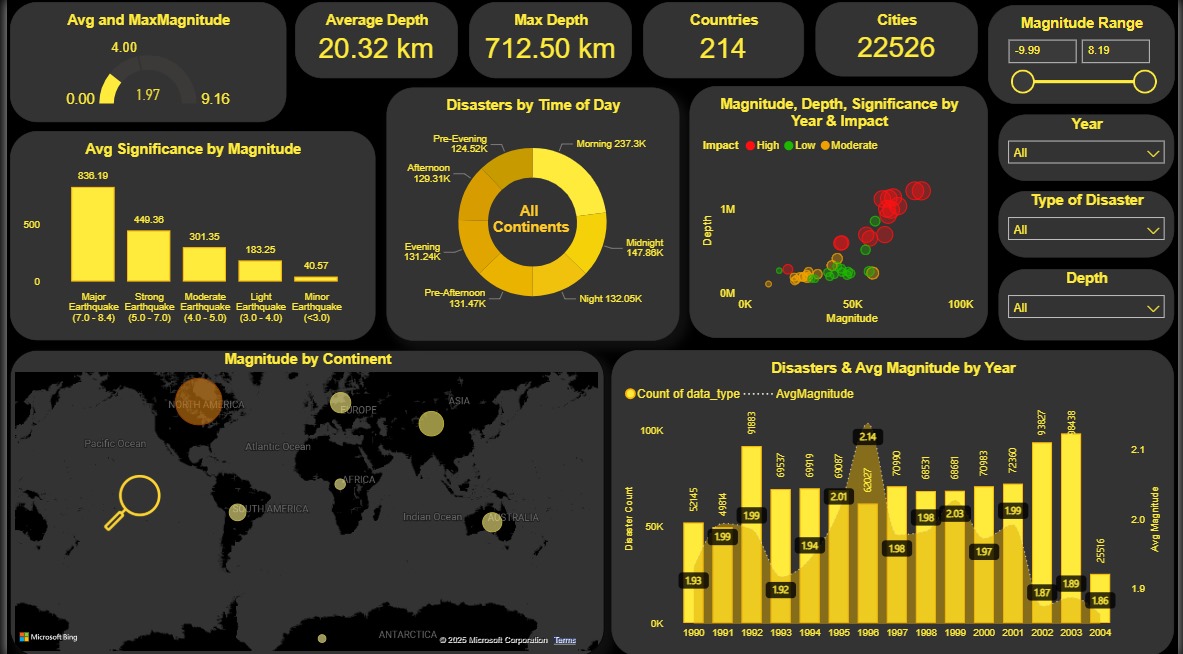 Avg and MaxMagnitude
4.00
0.00
1.97
9.16
Average Depth
20.32 km
Max Depth
712.50 km
Countries
214
Cities
22526
Magnitude Range
-9.99
8.19
Year
All
Type of Disaster
All
Depth
All
Avg Significance by Magnitude
836.19
449.36
301.35
183.25
40.57
500
0
Major
Earthquake
(7.0 - 8.4)
Strong
Earthquake
(5.0 - 7.0)
Moderate
Earthquake
(4.0 - 5.0)
Light
Earthquake
(3.0 - 4.0)
Minor
Earthquake
(<3.0)
Disasters by Time of Day
Morning 237.3K
Midnight
147.86K
Night 132.05K
Pre-Afternoon
131.47K
Evening
131.24K
Afternoon
129.31K
Pre-Evening
124.52K
All
Continents
Magnitude, Depth, Significance by
Year & Impact
Impact High Low Moderate
Depth
1M
0M
0K 50K 100K
Magnitude
Magnitude by Continent
NORTH AMERICA
EUROPE
ASIA
Pacific Ocean
Atlantic Ocean
AFRICA
SOUTH AMERICA
Indian Ocean
AUSTRALIA
ANTARCTICA
Microsoft Bing
© 2025 Microsoft Corporation Terms
Disasters & Avg Magnitude by Year
Count of data_type AvgMagnitude
Disaster Count
100K
50K
0K
52145
49814
91883
69537
69919
69087
62027
70990
68531
68681
70983
72360
93827
98438
25516
1.93
1.99
1.99
1.92
1.94
2.01
2.14
1.98
1.98
2.03
1.97
1.99
1.87
1.89
1.86
2.1
2.0
1.9
Avg Magnitude
1990 1991 1992 1993 1994 1995 1996 1997 1998 1999 2000 2001 2002 2003 2004